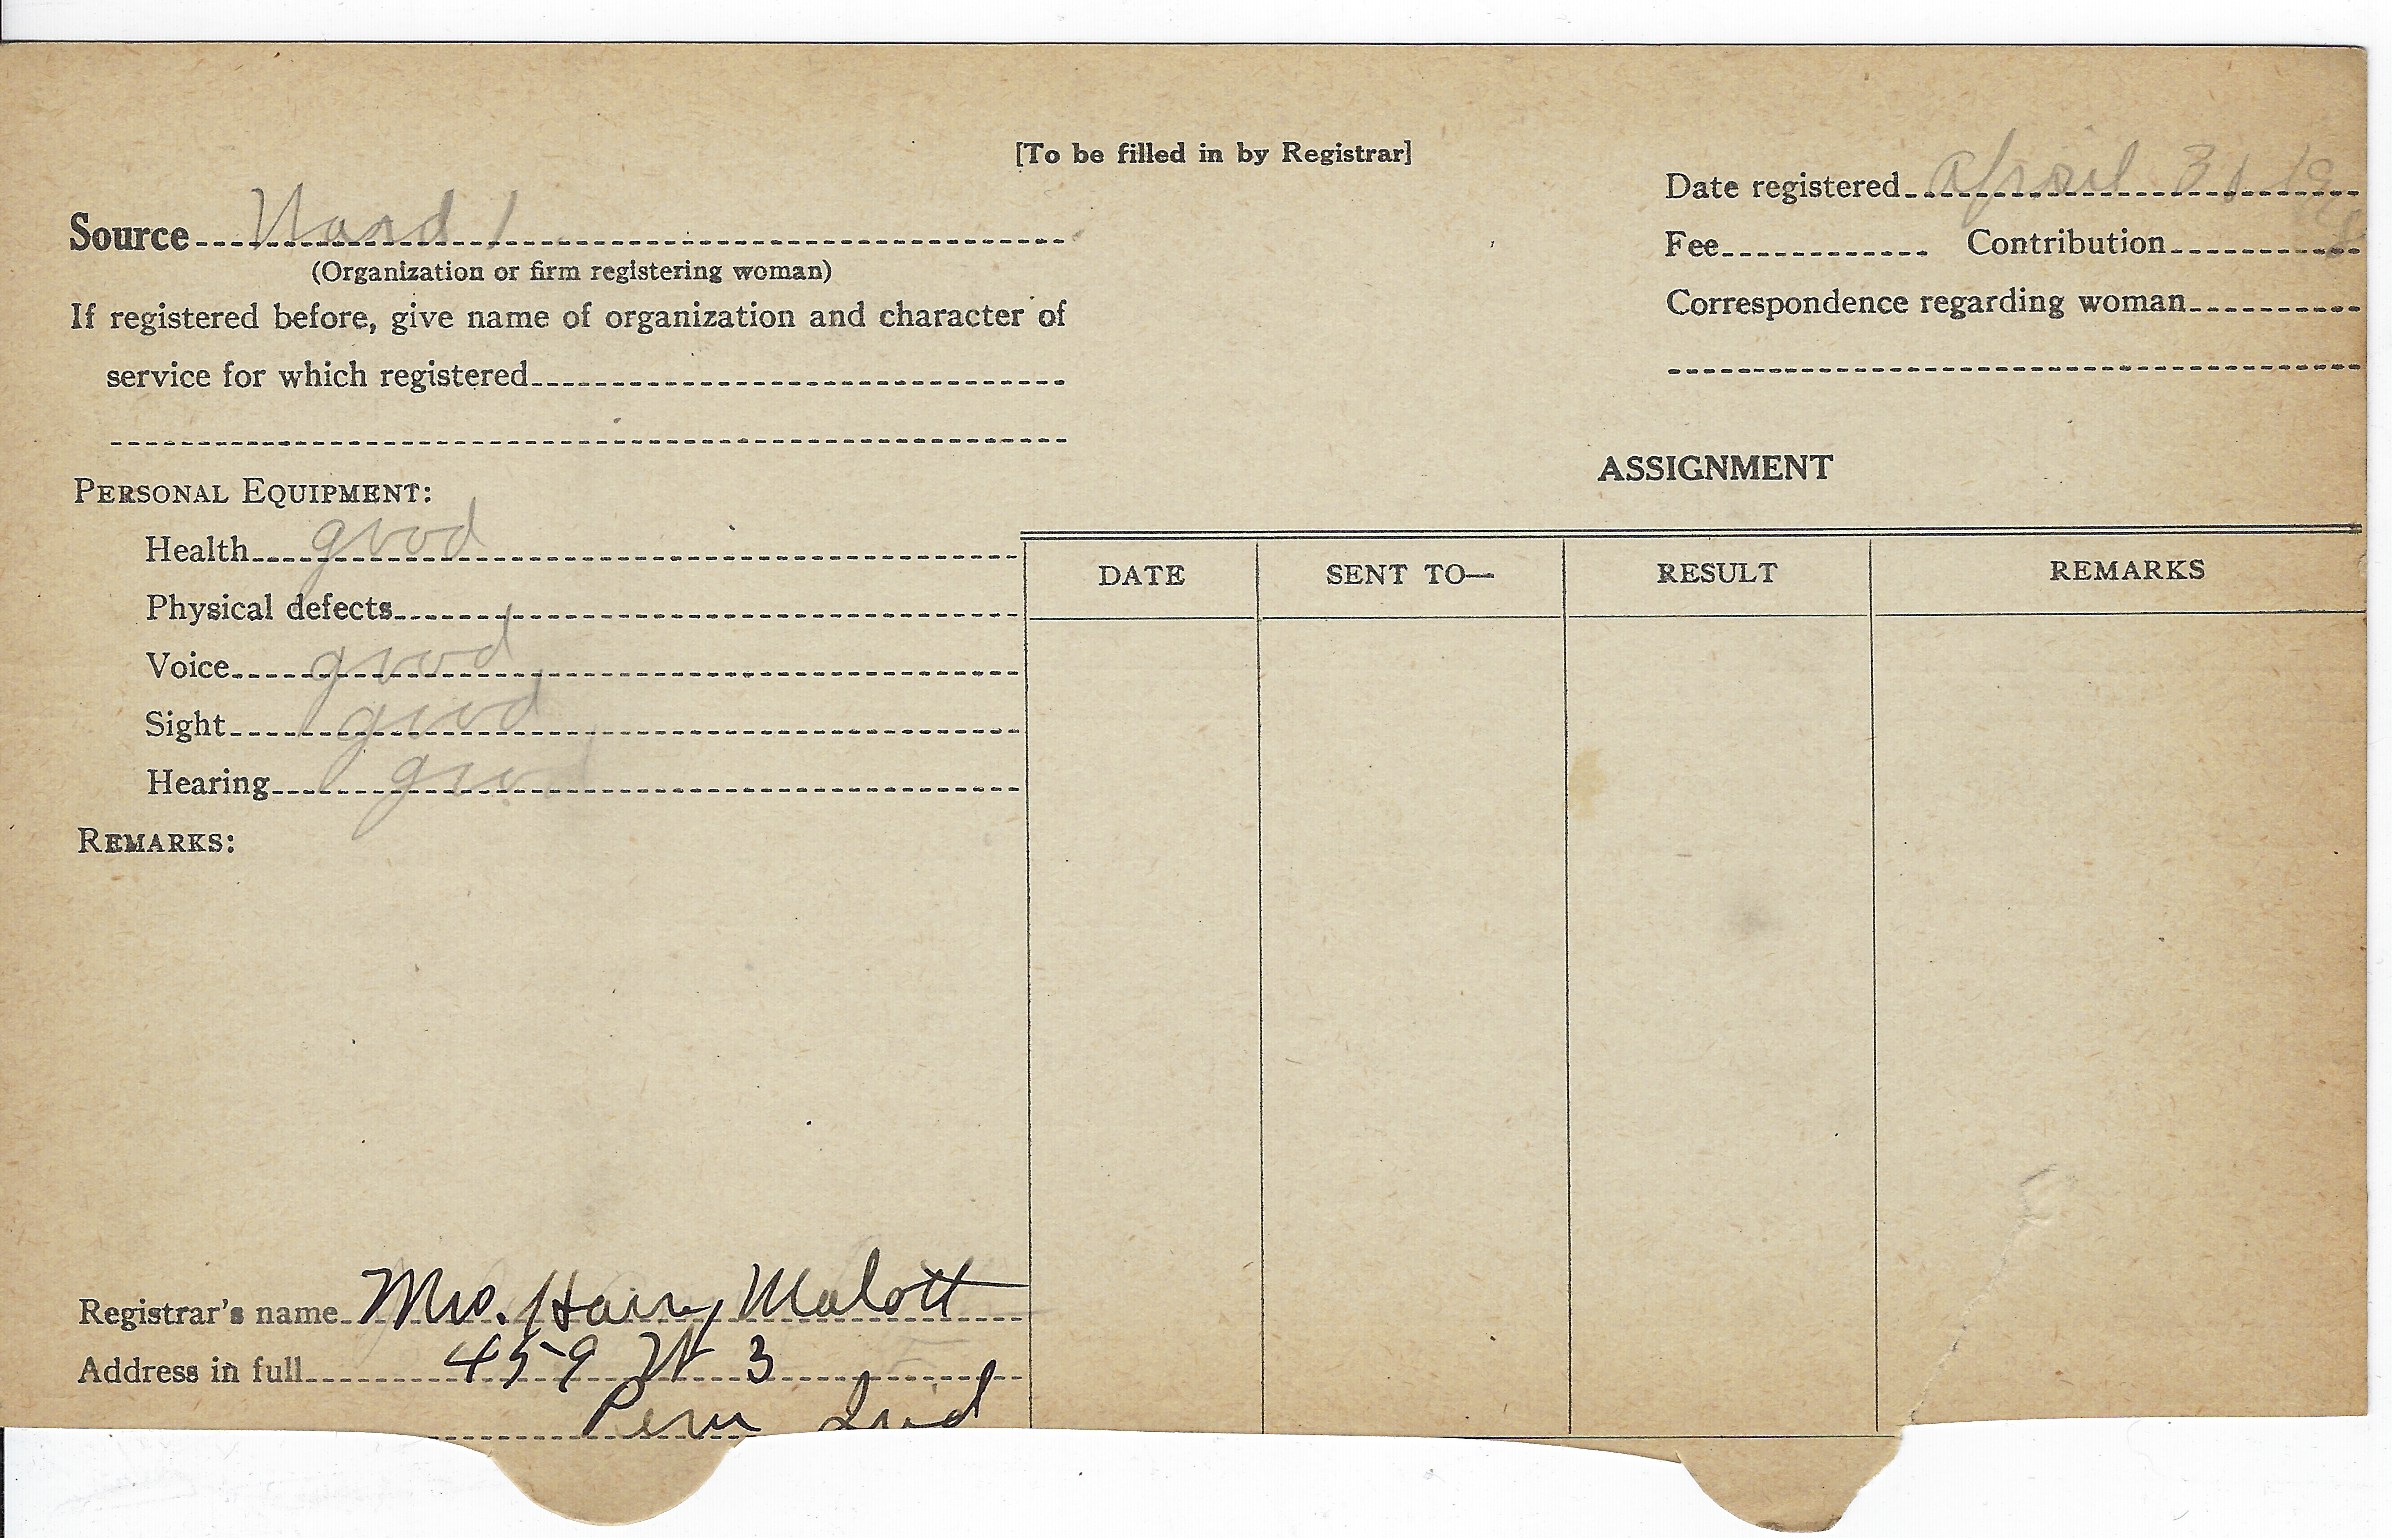 [To be filled in by Registrar]
Date registered April 3, 19
Source Ward 1
(Organization or firm registering woman)
Fee Contribution
If registered before, give name of organization and character of
service for which registered
Correspondence regarding woman
PERSONAL EQUIPMENT:
Health good
Physical defects
Voice good
Sight good
Hearing good
REMARKS:
ASSIGNMENT
DATE SENT TO— RESULT REMARKS
Registrar's name Mrs. Harry Malott
Address in full 459 W 3
Peru Ind